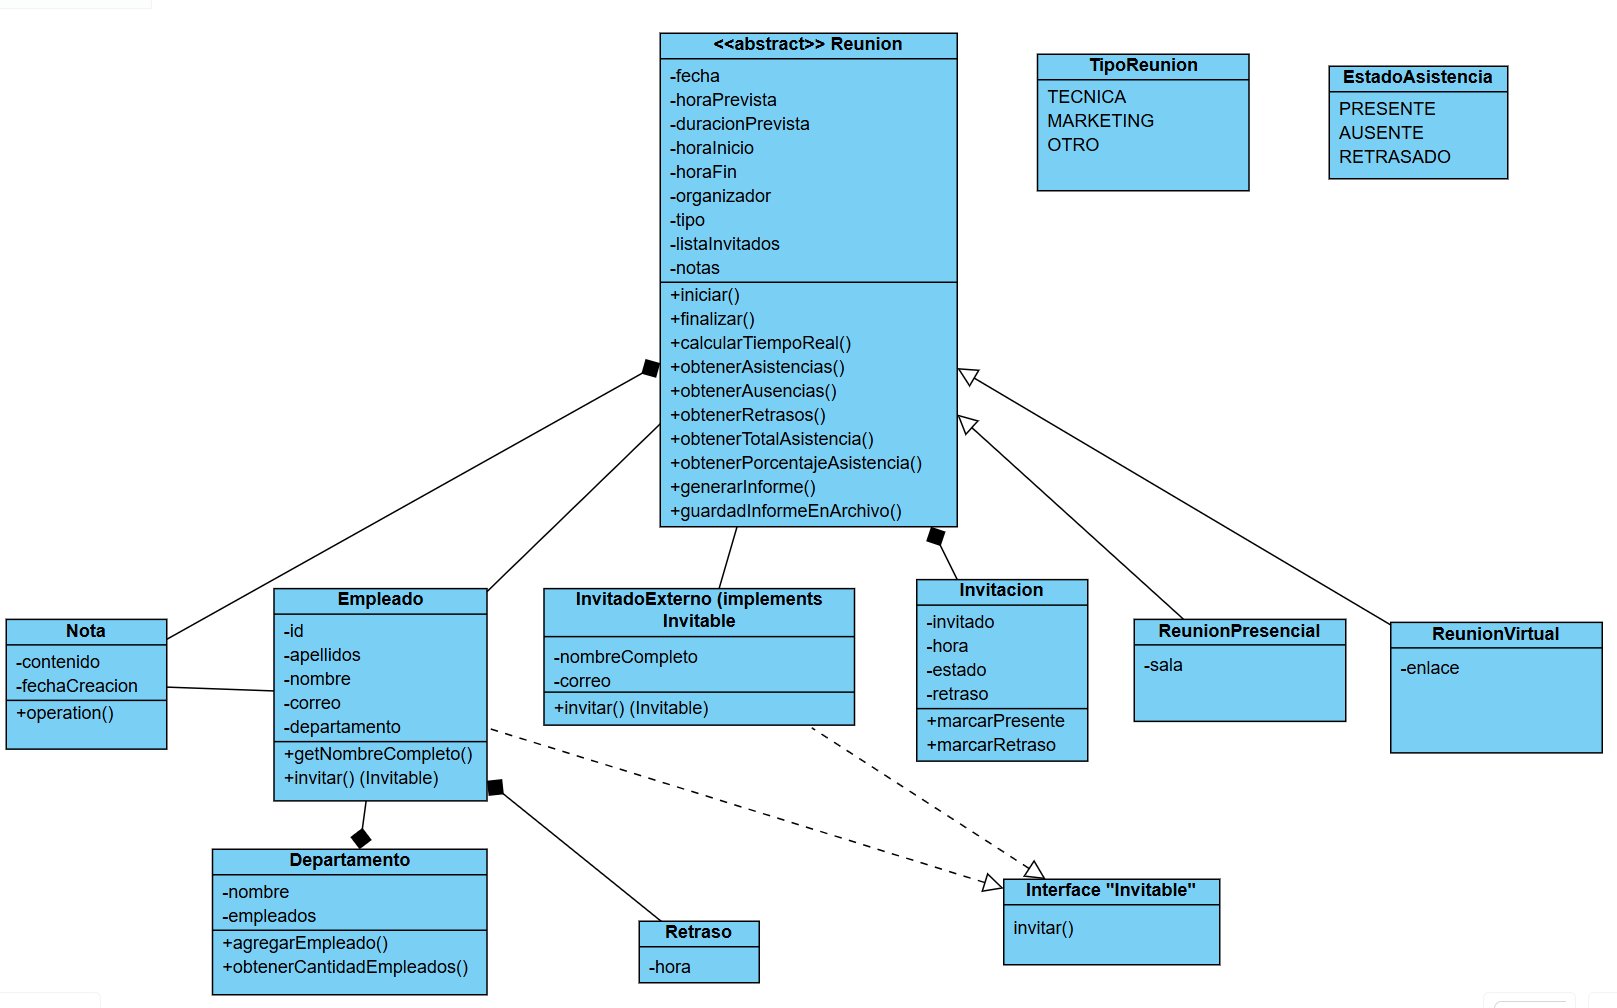 <<abstract>> Reunion
-fecha
-horaPrevista
-duracionPrevista
-horaInicio
-horaFin
-organizador
-tipo
-listaInvitados
-notas
+iniciar()
+finalizar()
+calcularTiempoReal()
+obtenerAsistencias()
+obtenerAusencias()
+obtenerRetrasos()
+obtenerTotalAsistencia()
+obtenerPorcentajeAsistencia()
+generarInforme()
+guardadInformeEnArchivo()
TipoReunion
TECNICA
MARKETING
OTRO
EstadoAsistencia
PRESENTE
AUSENTE
RETRASADO
Nota
-contenido
-fechaCreacion
+operation()
Empleado
-id
-apellidos
-nombre
-correo
-departamento
+getNombreCompleto()
+invitar() (Invitable)
InvitadoExterno (implements
Invitable
-nombreCompleto
-correo
+invitar() (Invitable)
Invitacion
-invitado
-hora
-estado
-retraso
+marcarPresente
+marcarRetraso
ReunionPresencial
-sala
ReunionVirtual
-enlace
Departamento
-nombre
-empleados
+agregarEmpleado()
+obtenerCantidadEmpleados()
Retraso
-hora
Interface "Invitable"
invitar()